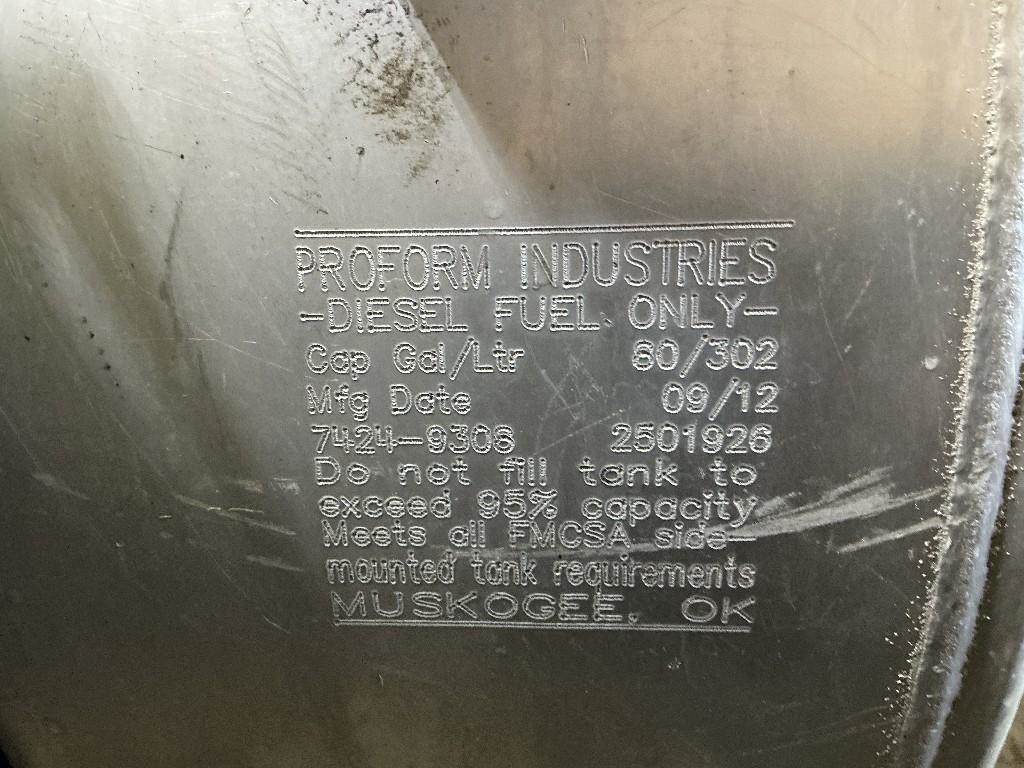 PROFORM INDUSTRIES
-DIESEL FUEL ONLY-
Cap Gal/Ltr 80/302
Mfg Date 09/12
7424-9308 2501926
Do not fill tank to
exceed 95% capacity
Meets all FMCSA side-
mounted tank requirements
MUSKOGEE, OK